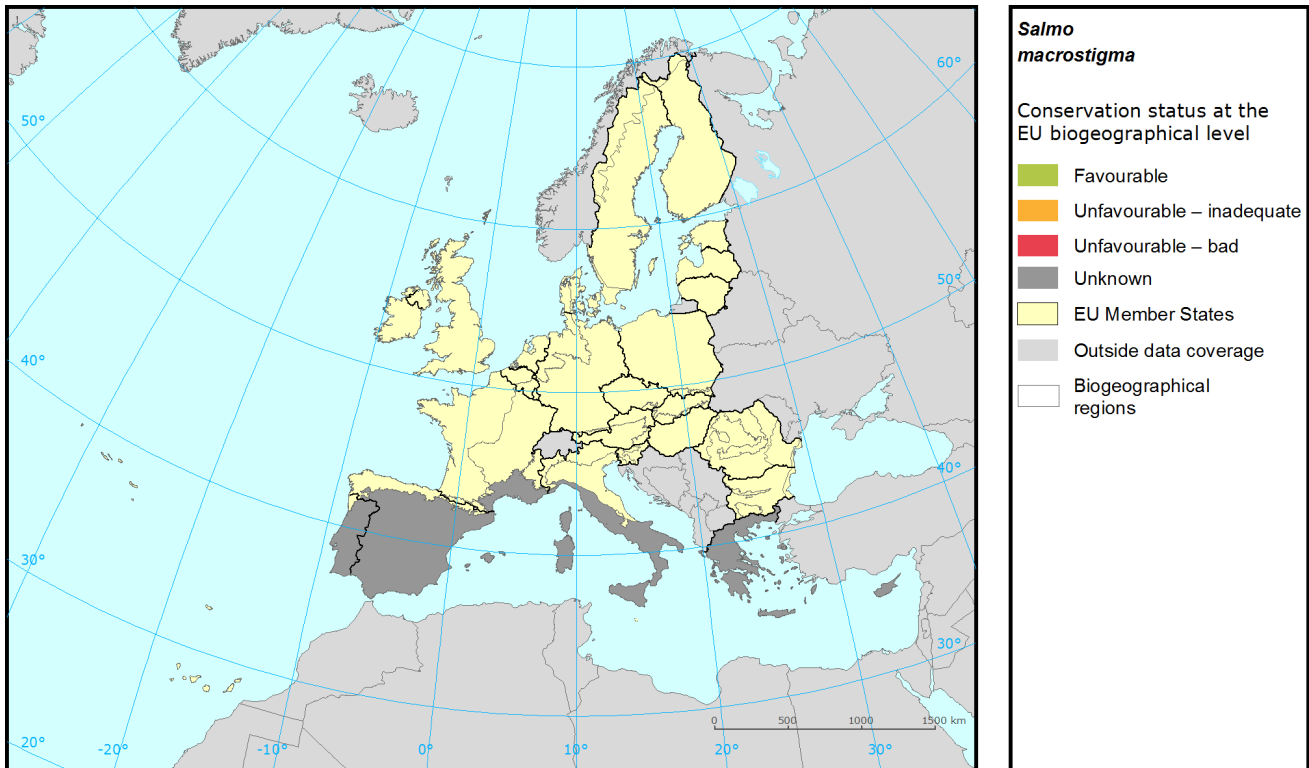 Salmo
macrostigma
Conservation status at the
EU biogeographical level
Favourable
Unfavourable – inadequate
Unfavourable – bad
Unknown
EU Member States
Outside data coverage
Biogeographical
regions
60°
50°
50°
40°
40°
30°
30°
0 500 1000 1500 km
20° -20° -10° 0° 10° 20° 30°